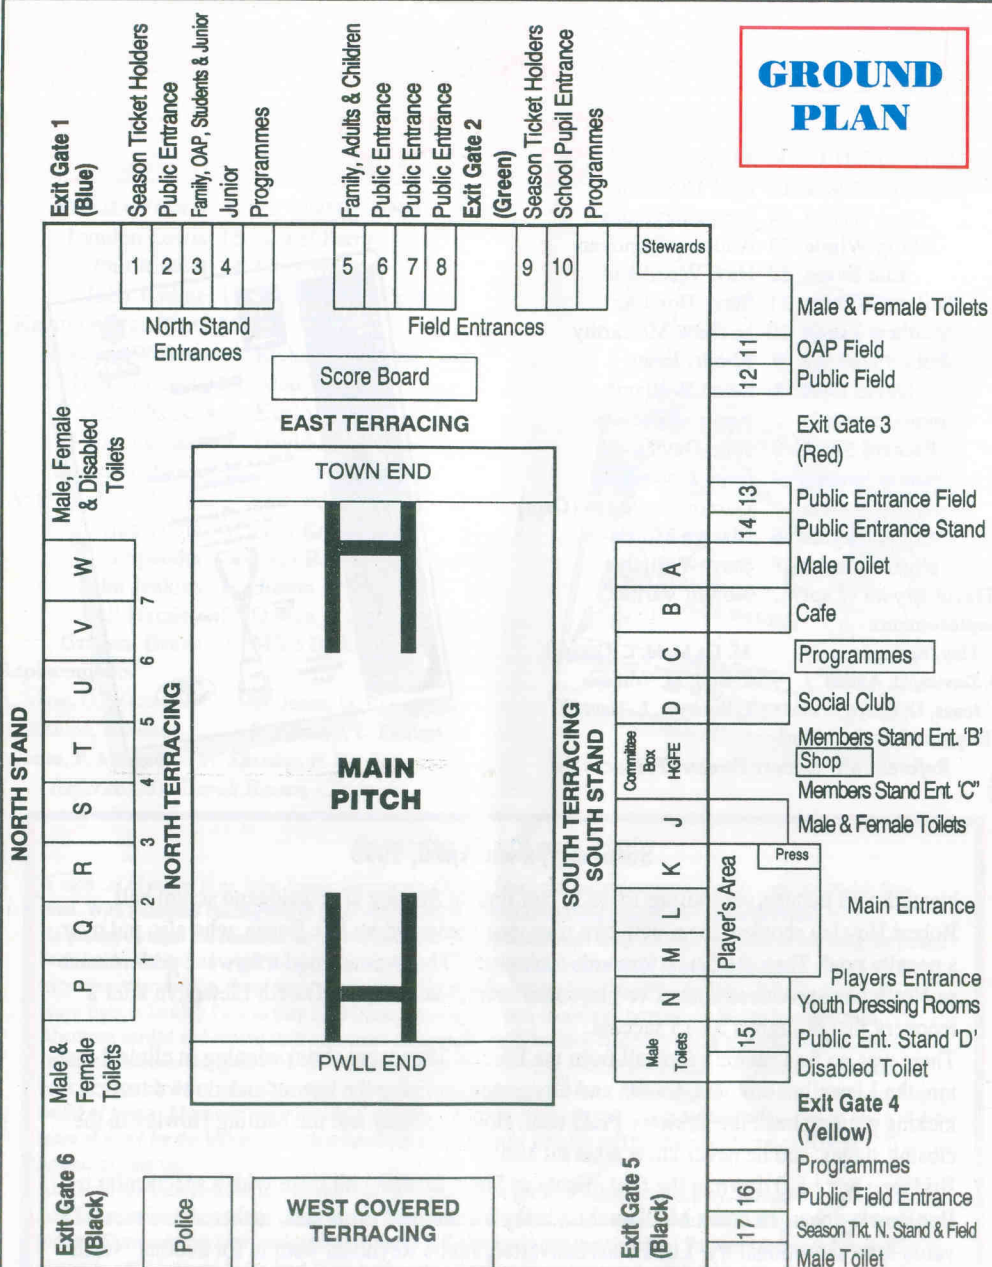 GROUND
PLAN
Exit Gate 1
(Blue)
Season Ticket Holders
Public Entrance
Family, OAP, Students & Junior
Junior
Programmes
Family, Adults & Children
Public Entrance
Public Entrance
Public Entrance
Exit Gate 2
(Green)
Season Ticket Holders
School Pupil Entrance
Programmes
1 2 3 4
5 6 7 8
9 10
Stewards
North Stand
Entrances
Field Entrances
Score Board
EAST TERRACING
TOWN END
Male, Female
& Disabled
Toilets
W
V
U
T
S
R
O
P
6
5
4
3
2
NORTH STAND
NORTH TERRACING
MAIN
PITCH
SOUTH TERRACING
SOUTH STAND
WLL END
Male &
Female
Toilets
Exit Gate 6
(Black)
Police
WEST COVERED
TERRACING
Exit Gate 5
(Black)
A
B
C
D
Committee
Box
HGFE
J
K
L
M
N
Male
Toilets
Player's Area
Press
12 11
14 13
15
17 16
Male & Female Toilets
OAP Field
Public Field
Exit Gate 3
(Red)
Public Entrance Field
Public Entrance Stand
Male Toilet
Cafe
Programmes
Social Club
Members Stand Ent. 'B'
Shop
Members Stand Ent. "C"
Male & Female Toilets
Main Entrance
Players Entrance
Youth Dressing Rooms
Public Ent. Stand 'D'
Disabled Toilet
Exit Gate 4
(Yellow)
Programmes
Public Field Entrance
Season Tkt H Stand & Field
Male Toilet